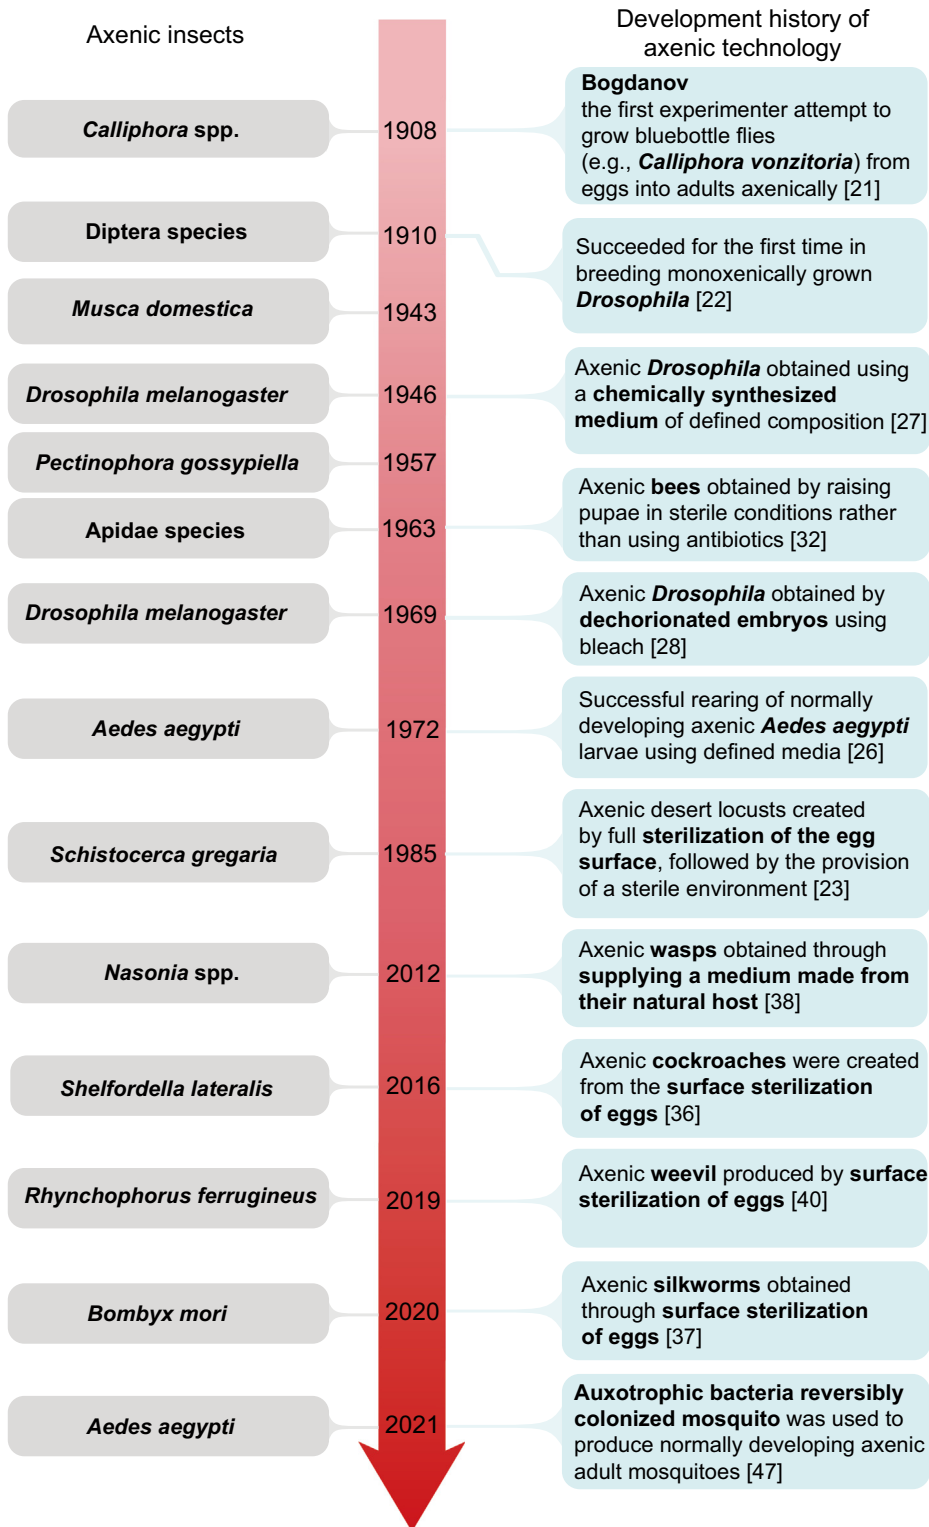 Axenic insects
Development history of
axenic technology
Calliphora spp.
1908
Bogdanov
the first experimenter attempt to
grow bluebottle flies
(e.g., Calliphora vonzitoria) from
eggs into adults axenically [21]
Diptera species
1910
Succeeded for the first time in
breeding monoxenically grown
Drosophila [22]
Musca domestica
1943
Drosophila melanogaster
1946
Axenic Drosophila obtained using
a chemically synthesized
medium of defined composition [27]
Pectinophora gossypiella
1957
Apidae species
1963
Axenic bees obtained by raising
pupae in sterile conditions rather
than using antibiotics [32]
Drosophila melanogaster
1969
Axenic Drosophila obtained by
dechorionated embryos using
bleach [28]
Aedes aegypti
1972
Successful rearing of normally
developing axenic Aedes aegypti
larvae using defined media [26]
Schistocerca gregaria
1985
Axenic desert locusts created
by full sterilization of the egg
surface, followed by the provision
of a sterile environment [23]
Nasonia spp.
2012
Axenic wasps obtained through
supplying a medium made from
their natural host [38]
Shelfordella lateralis
2016
Axenic cockroaches were created
from the surface sterilization
of eggs [36]
Rhynchophorus ferrugineus
2019
Axenic weevil produced by surface
sterilization of eggs [40]
Bombyx mori
2020
Axenic silkworms obtained
through surface sterilization
of eggs [37]
Aedes aegypti
2021
Auxotrophic bacteria reversibly
colonized mosquito was used to
produce normally developing axenic
adult mosquitoes [47]